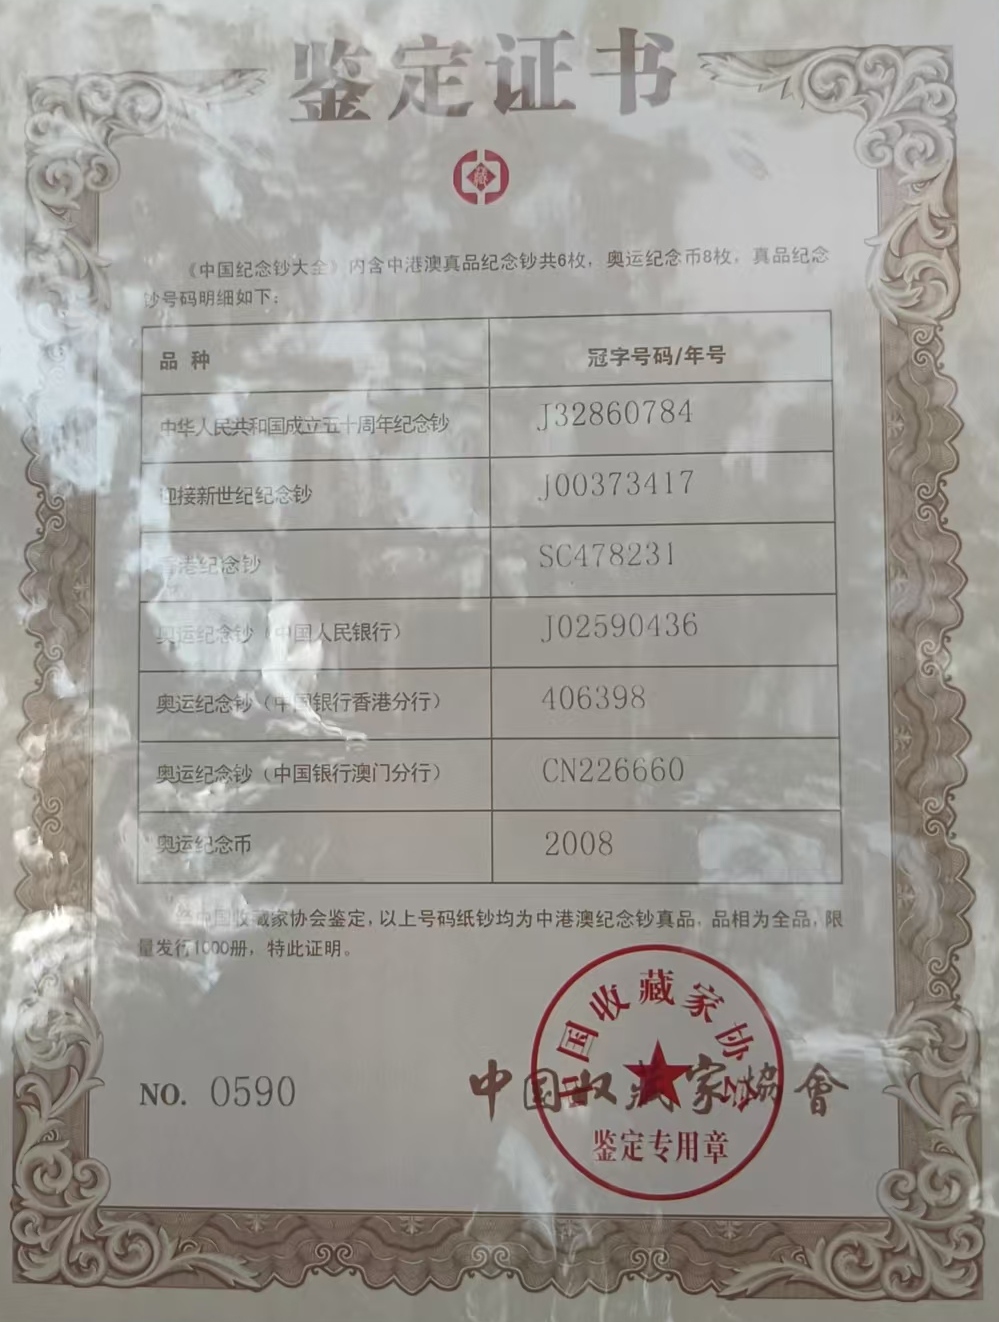 鉴定证书
藏
《中国纪念钞大全》内含中港澳真品纪念钞共6枚，奥运纪念币8枚，真品纪念
钞号码明细如下：
品 种 冠字号码/年号
中华人民共和国成立五十周年纪念钞 J32860784
迎接新世纪纪念钞 J00373417
香港纪念钞 SC478231
奥运纪念钞（中国人民银行） J02590436
奥运纪念钞（中国银行香港分行） 406398
奥运纪念钞（中国银行澳门分行） CN226660
奥运纪念币 2008
经中国收藏家协会鉴定，以上号码纸钞均为中港澳纪念钞真品，品相为全品，限
量发行1000册，特此证明。
中国收藏家协会
NO. 0590 中国收藏家協會
鉴定专用章